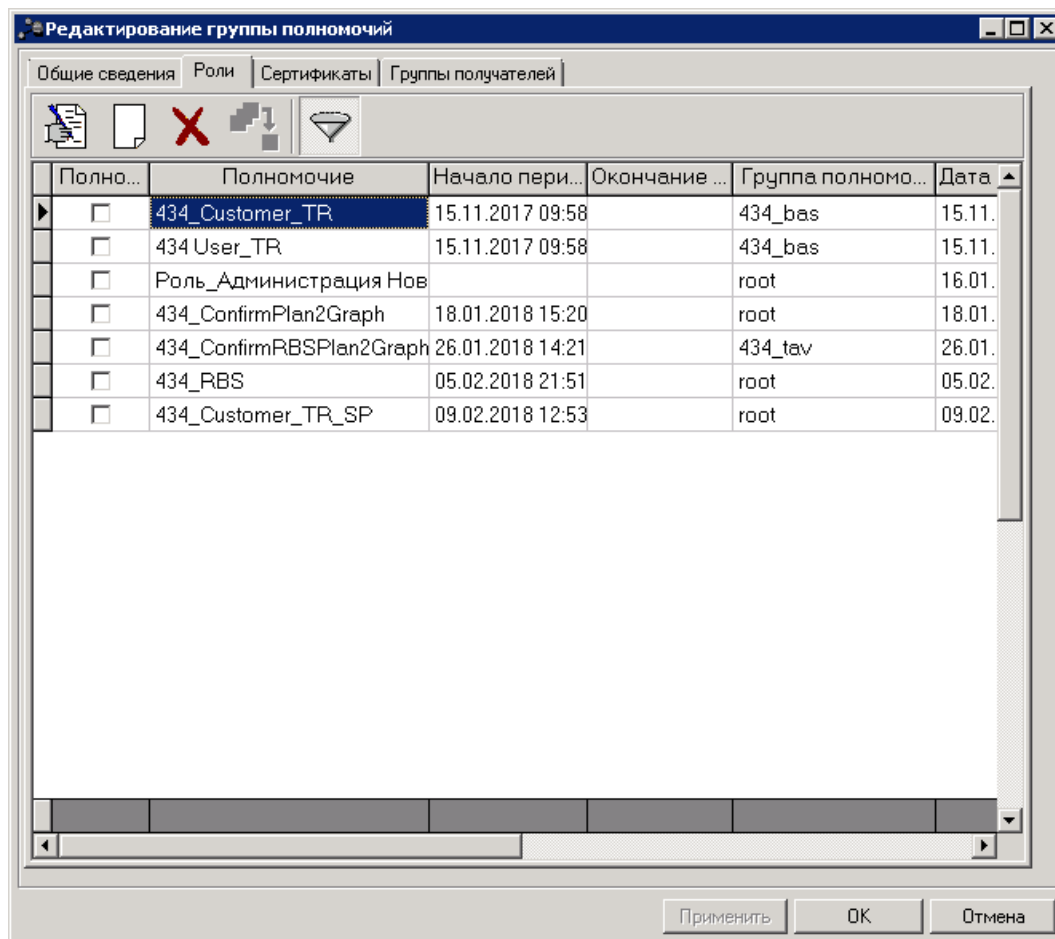 Редактирование группы полномочий
Общие сведения Роли Сертификаты Группы получателей
Полно... Полномочие Начало пери... Окончание ... Группа полномо... Дата
434_Customer_TR 15.11.2017 09:58 434_bas 15.11.
434 User_TR 15.11.2017 09:58 434_bas 15.11.
Роль_Администрация Нов root 16.01.
434_ConfirmPlan2Graph 18.01.2018 15:20 root 18.01.
434_ConfirmRBSPlan2Graph 26.01.2018 14:21 434_tav 26.01.
434_RBS 05.02.2018 21:51 root 05.02.
434_Customer_TR_SP 09.02.2018 12:53 root 09.02.
Применить OK Отмена